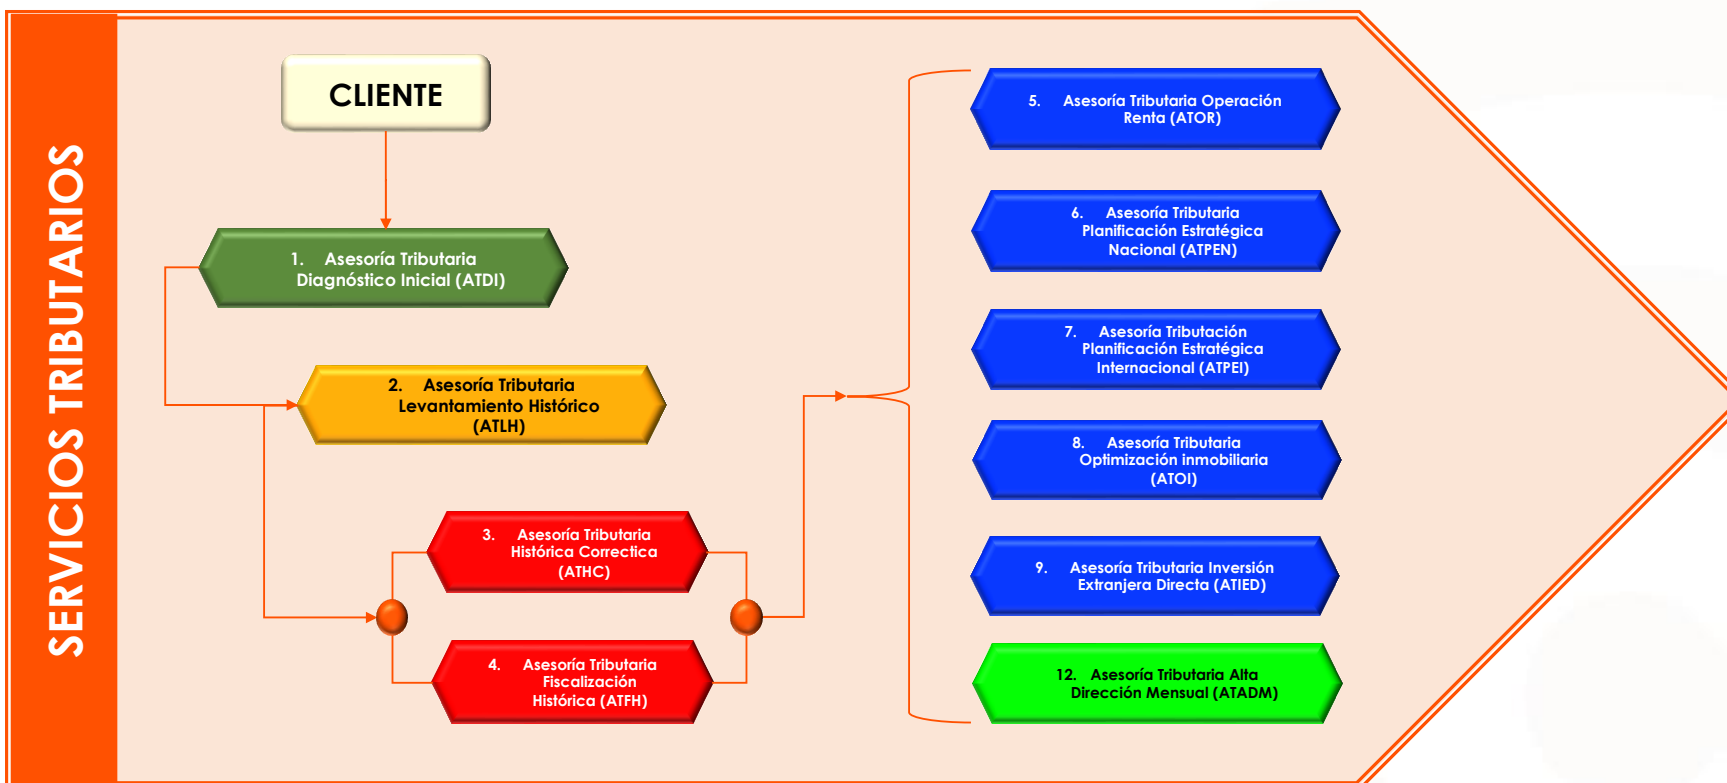 SERVICIOS TRIBUTARIOS
CLIENTE
1. Asesoría Tributaria
Diagnóstico Inicial (ATDI)
2. Asesoría Tributaria
Levantamiento Histórico
(ATLH)
3. Asesoría Tributaria
Histórica Correctica
(ATHC)
4. Asesoría Tributaria
Fiscalización
Histórica (ATFH)
5. Asesoría Tributaria Operación
Renta (ATOR)
6. Asesoría Tributaria
Planificación Estratégica
Nacional (ATPEN)
7. Asesoría Tributación
Planificación Estratégica
Internacional (ATPEI)
8. Asesoría Tributaria
Optimización inmobiliaria
(ATOI)
9. Asesoría Tributaria Inversión
Extranjera Directa (ATIED)
12. Asesoría Tributaria Alta
Dirección Mensual (ATADM)